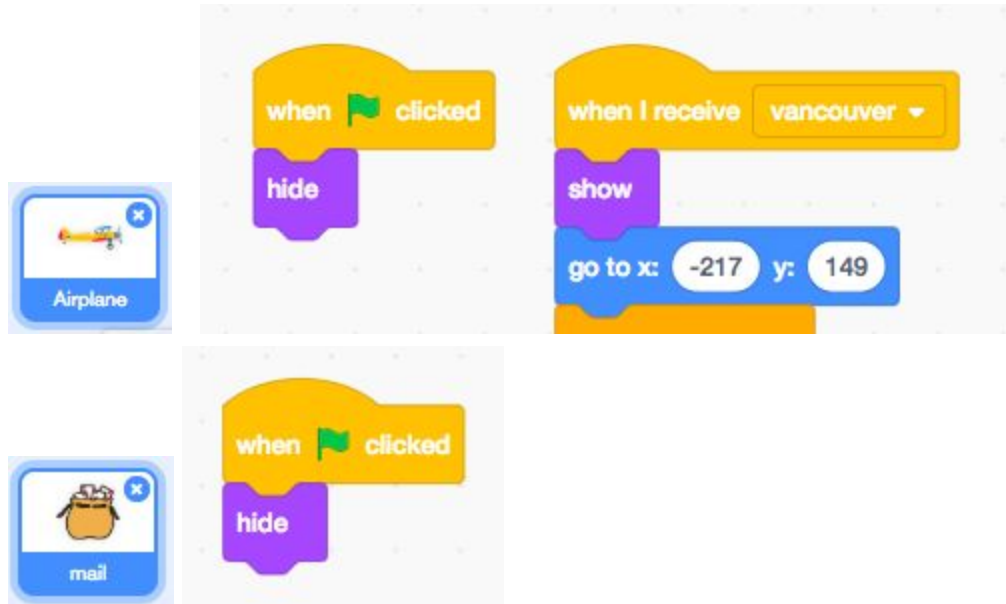 when clicked
hide
when I receive vancouver
show
go to x: -217 y: 149
Airplane
when clicked
hide
mail